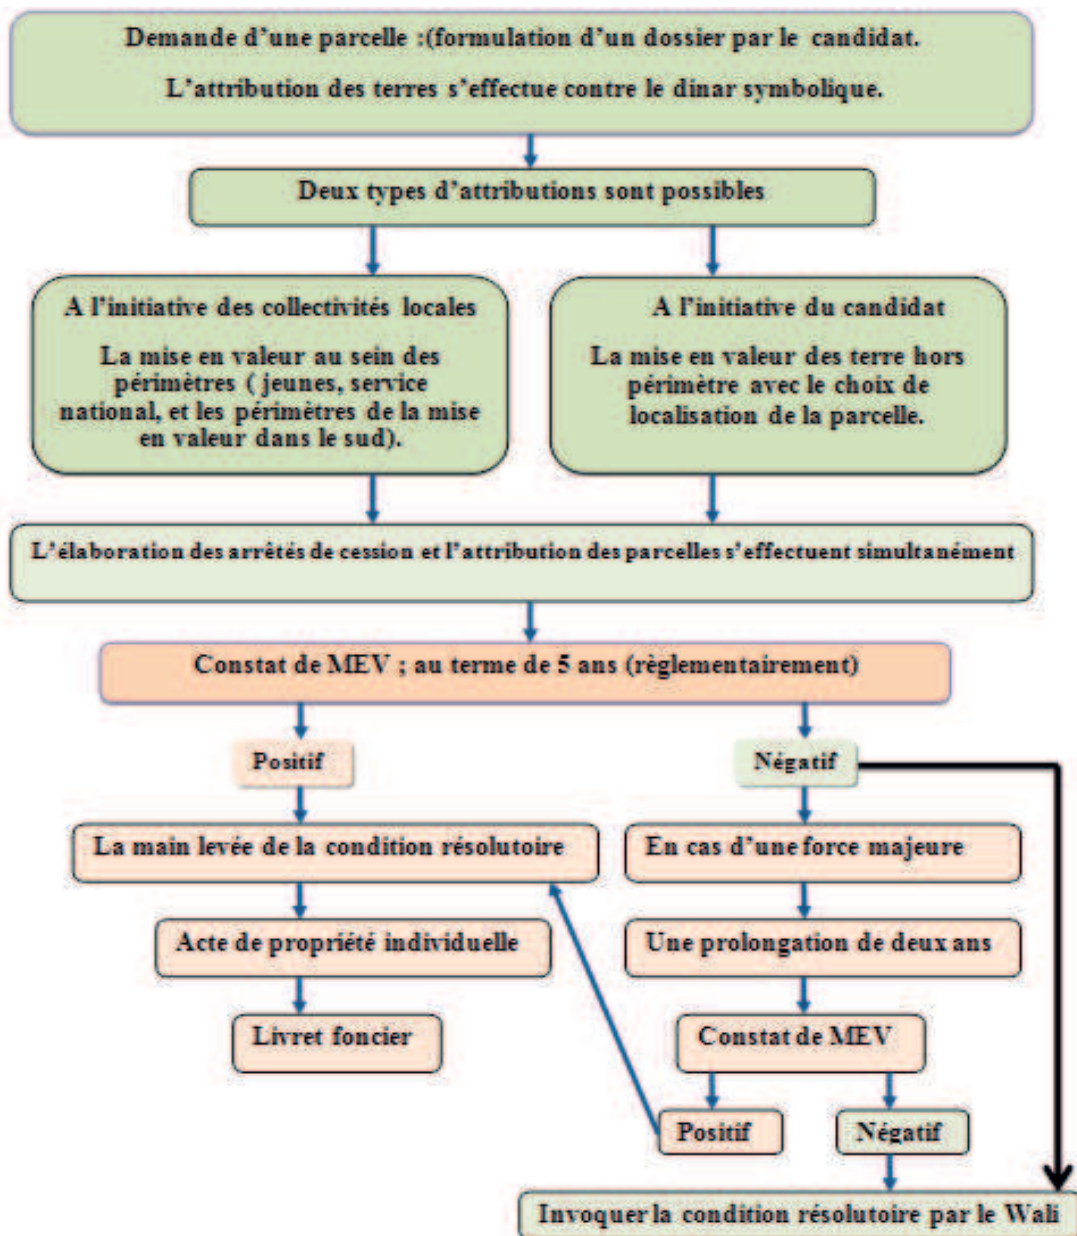 Demande d'une parcelle :(formulation d'un dossier par le candidat.
L'attribution des terres s'effectue contre le dinar symbolique.
Deux types d'attributions sont possibles
A l'initiative des collectivités locales
La mise en valeur au sein des
périmètres ( jeunes, service
national, et les périmètres de la mise
en valeur dans le sud).
A l'initiative du candidat
La mise en valeur des terre hors
périmètre avec le choix de
localisation de la parcelle.
L'élaboration des arrêtés de cession et l'attribution des parcelles s'effectuent simultanément
Constat de MEV ; au terme de 5 ans (règlementairement)
Positif
Négatif
La main levée de la condition résolutoire
En cas d'une force majeure
Acte de propriété individuelle
Une prolongation de deux ans
Livret foncier
Constat de MEV
Positif
Négatif
Invoquer la condition résolutoire par le Wali